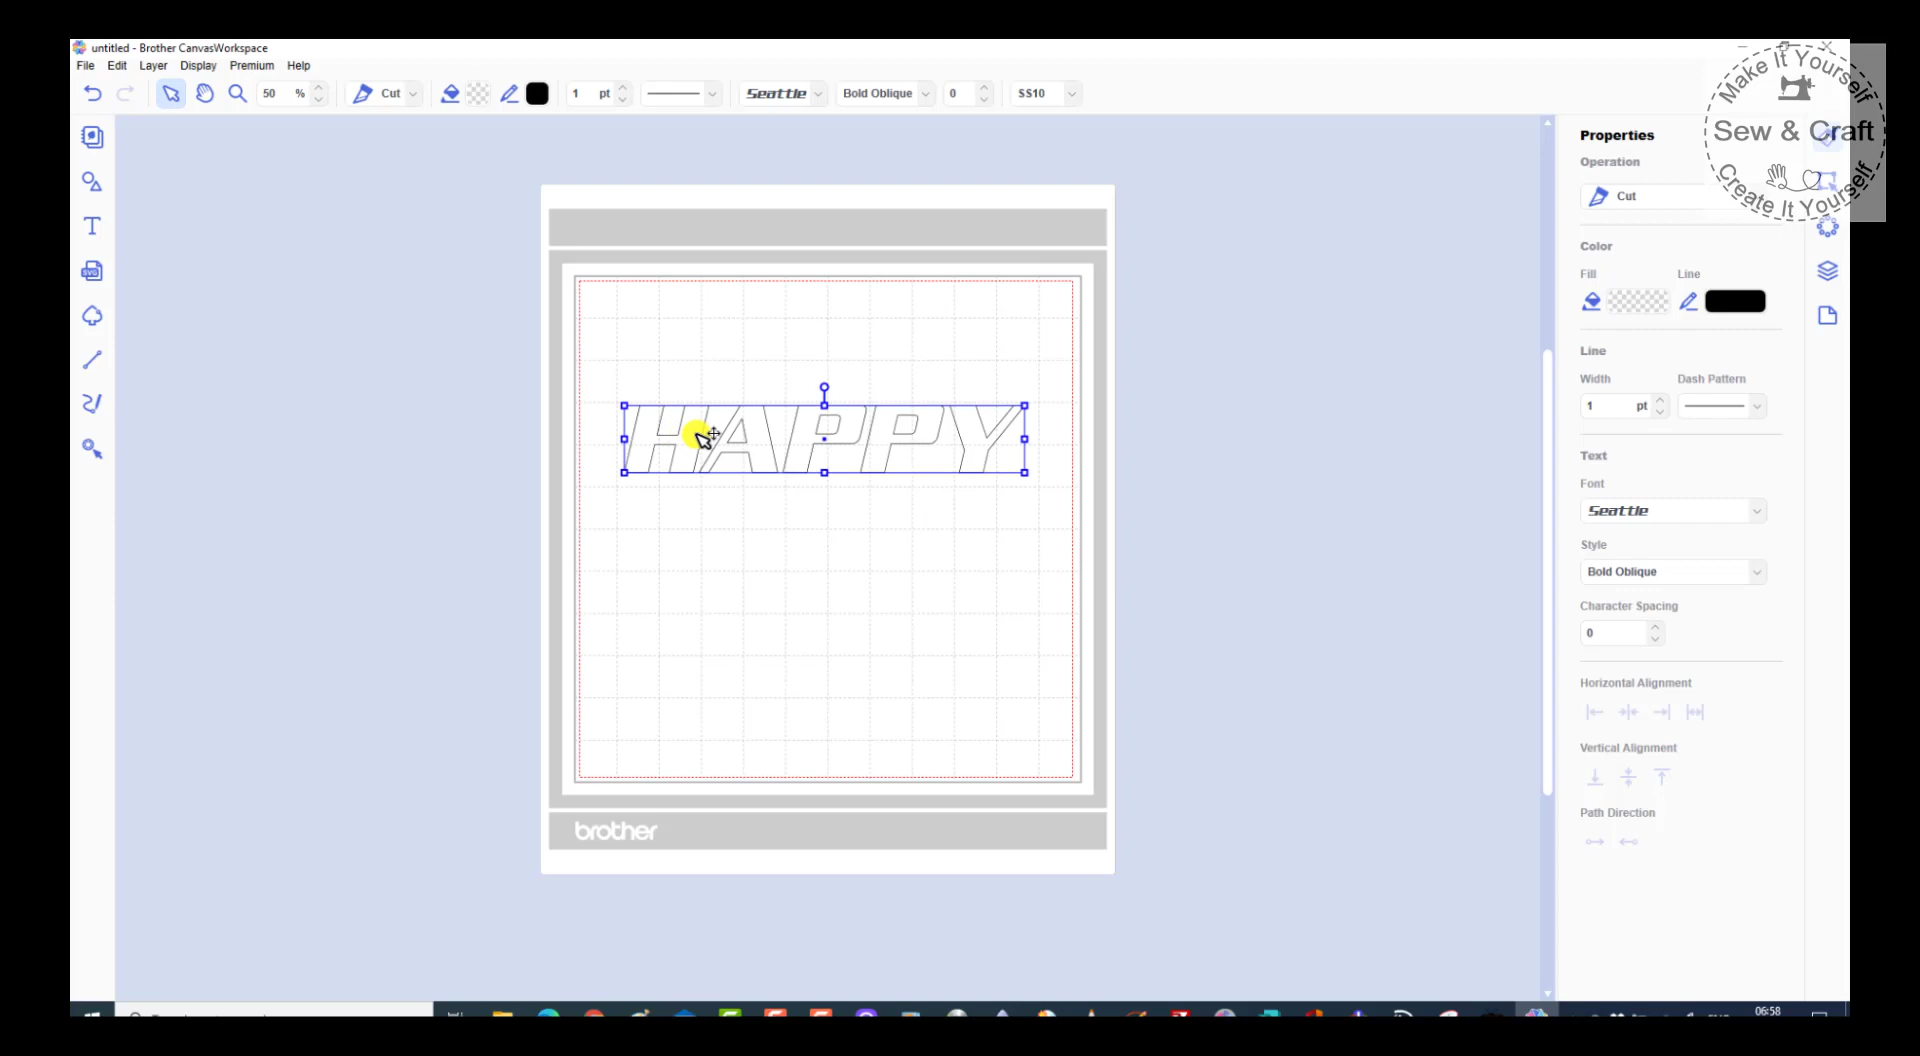 untitled - Brother CanvasWorkspace
File Edit Layer Display Premium Help
50 % Cut 1 pt Seattle Bold Oblique 0 SS10
Make It Yourself
Sew & Craft
Create It Yourself
Properties
Operation
Cut
Color
Fill Line
Line
Width Dash Pattern
1 pt
Text
Font
Seattle
Style
Bold Oblique
Character Spacing
0
Horizontal Alignment
Vertical Alignment
Path Direction
T
SVG
HAPPY
brother
06:58